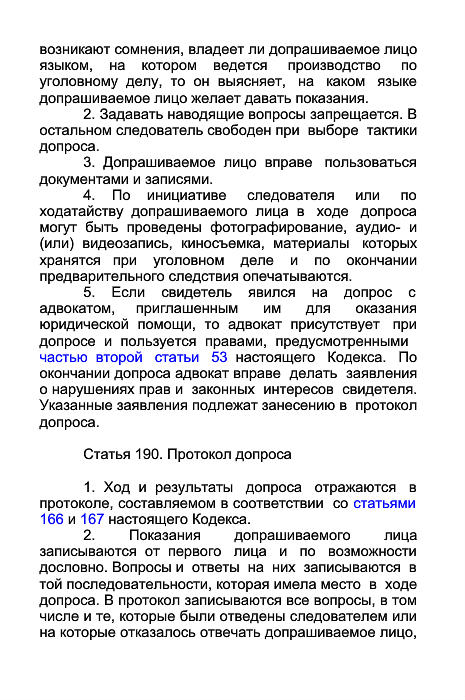 возникают сомнения, владеет ли допрашиваемое лицо
языком, на котором ведется производство по
уголовному делу, то он выясняет, на каком языке
допрашиваемое лицо желает давать показания.
2. Задавать наводящие вопросы запрещается. В
остальном следователь свободен при выборе тактики
допроса.
3. Допрашиваемое лицо вправе пользоваться
документами и записями.
4. По инициативе следователя или по
ходатайству допрашиваемого лица в ходе допроса
могут быть проведены фотографирование, аудио- и
(или) видеозапись, киносъемка, материалы которых
хранятся при уголовном деле и по окончании
предварительного следствия опечатываются.
5. Если свидетель явился на допрос с
адвокатом, приглашенным им для оказания
юридической помощи, то адвокат присутствует при
допросе и пользуется правами, предусмотренными
частью второй статьи 53 настоящего Кодекса. По
окончании допроса адвокат вправе делать заявления
о нарушениях прав и законных интересов свидетеля.
Указанные заявления подлежат занесению в протокол
допроса.
Статья 190. Протокол допроса
1. Ход и результаты допроса отражаются в
протоколе, составляемом в соответствии со статьями
166 и 167 настоящего Кодекса.
2. Показания допрашиваемого лица
записываются от первого лица и по возможности
дословно. Вопросы и ответы на них записываются в
той последовательности, которая имела место в ходе
допроса. В протокол записываются все вопросы, в том
числе и те, которые были отведены следователем или
на которые отказалось отвечать допрашиваемое лицо,